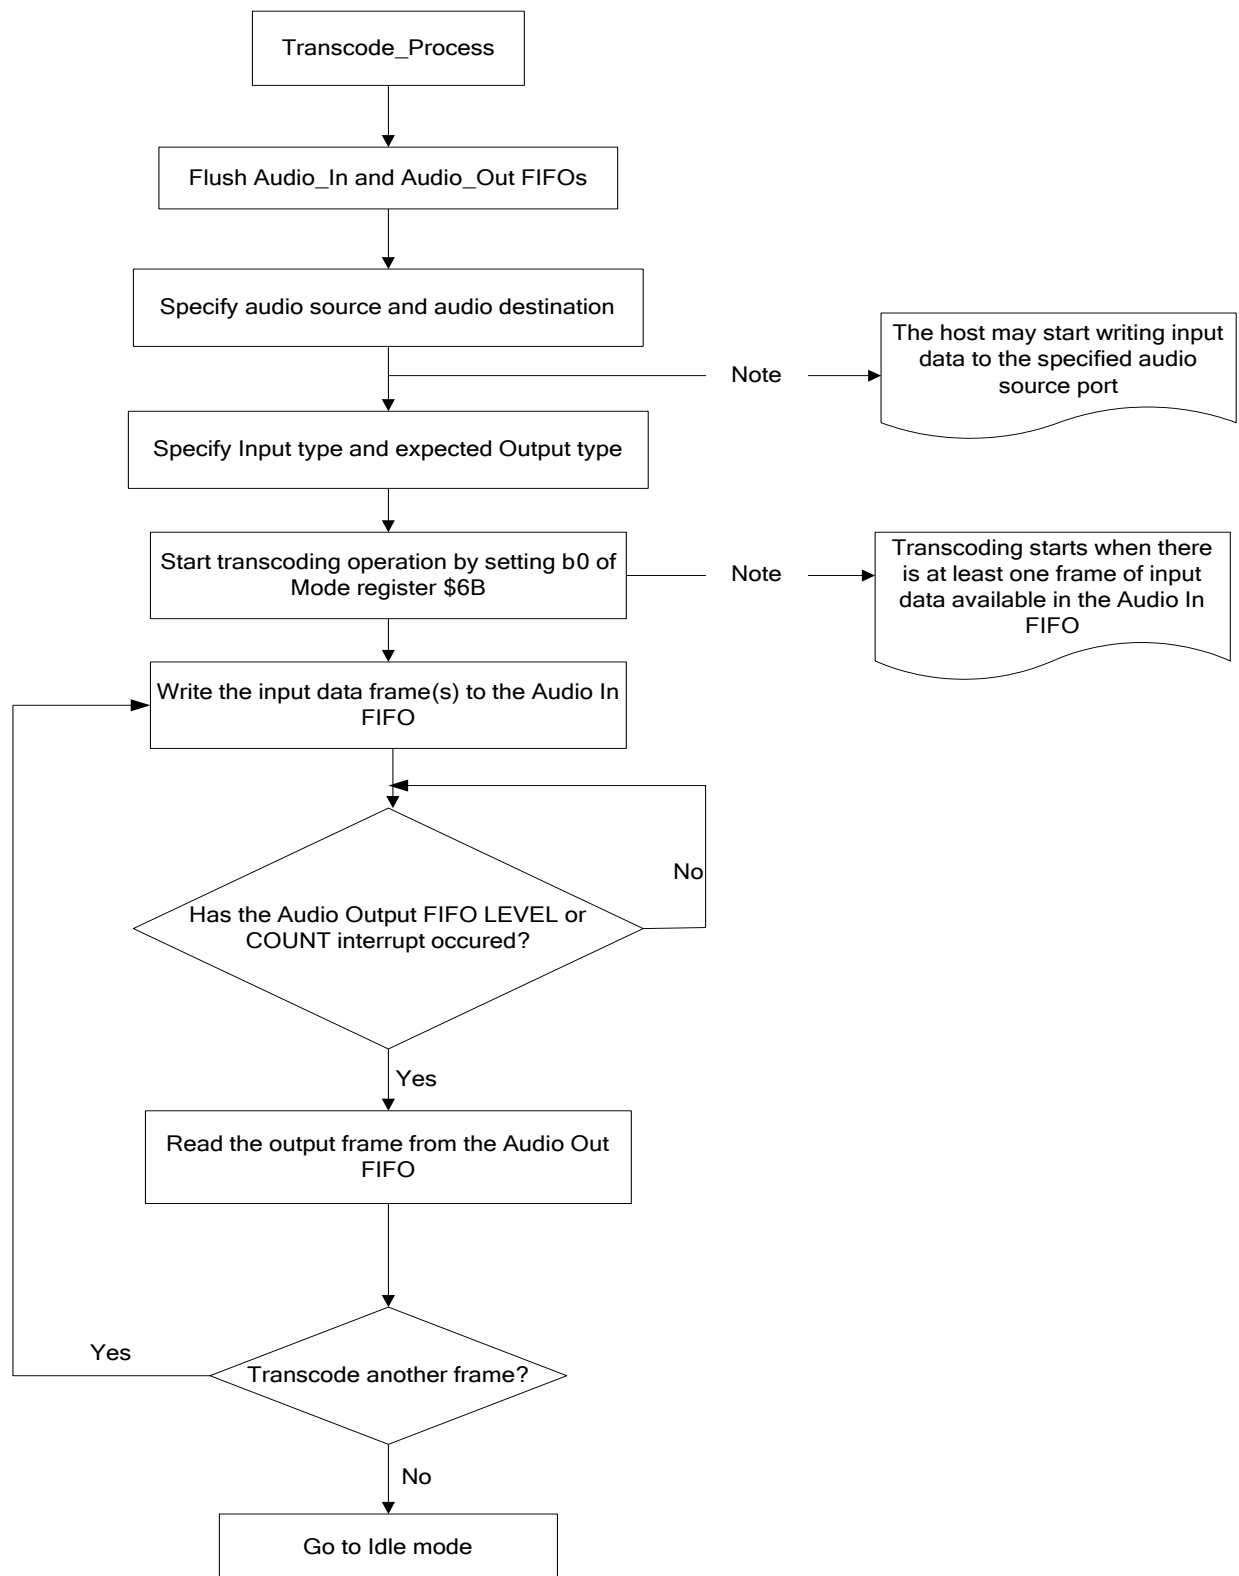 Transcode_Process
Flush Audio_In and Audio_Out FIFOs
Specify audio source and audio destination
Note
The host may start writing input
data to the specified audio
source port
Specify Input type and expected Output type
Start transcoding operation by setting b0 of
Mode register $6B
Note
Transcoding starts when there
is at least one frame of input
data available in the Audio In
FIFO
Write the input data frame(s) to the Audio In
FIFO
No
Has the Audio Output FIFO LEVEL or
COUNT interrupt occured?
Yes
Read the output frame from the Audio Out
FIFO
Yes
Transcode another frame?
No
Go to Idle mode